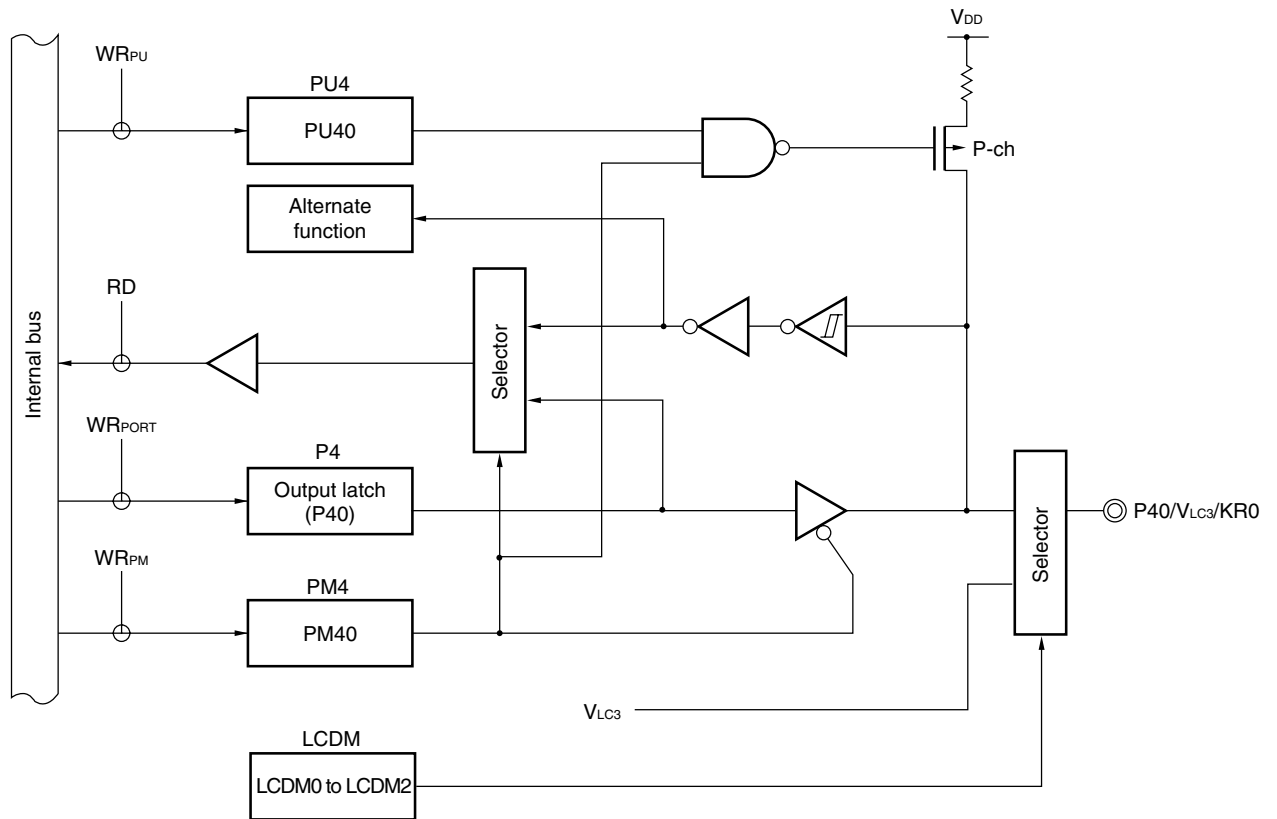 VDD
WRPU
PU4
PU40
P-ch
Alternate
function
RD
Selector
Internal bus
WRPORT
P4
Output latch
(P40)
Selector
P40/VLC3/KR0
WRPM
PM4
PM40
VLC3
LCDM
LCDM0 to LCDM2